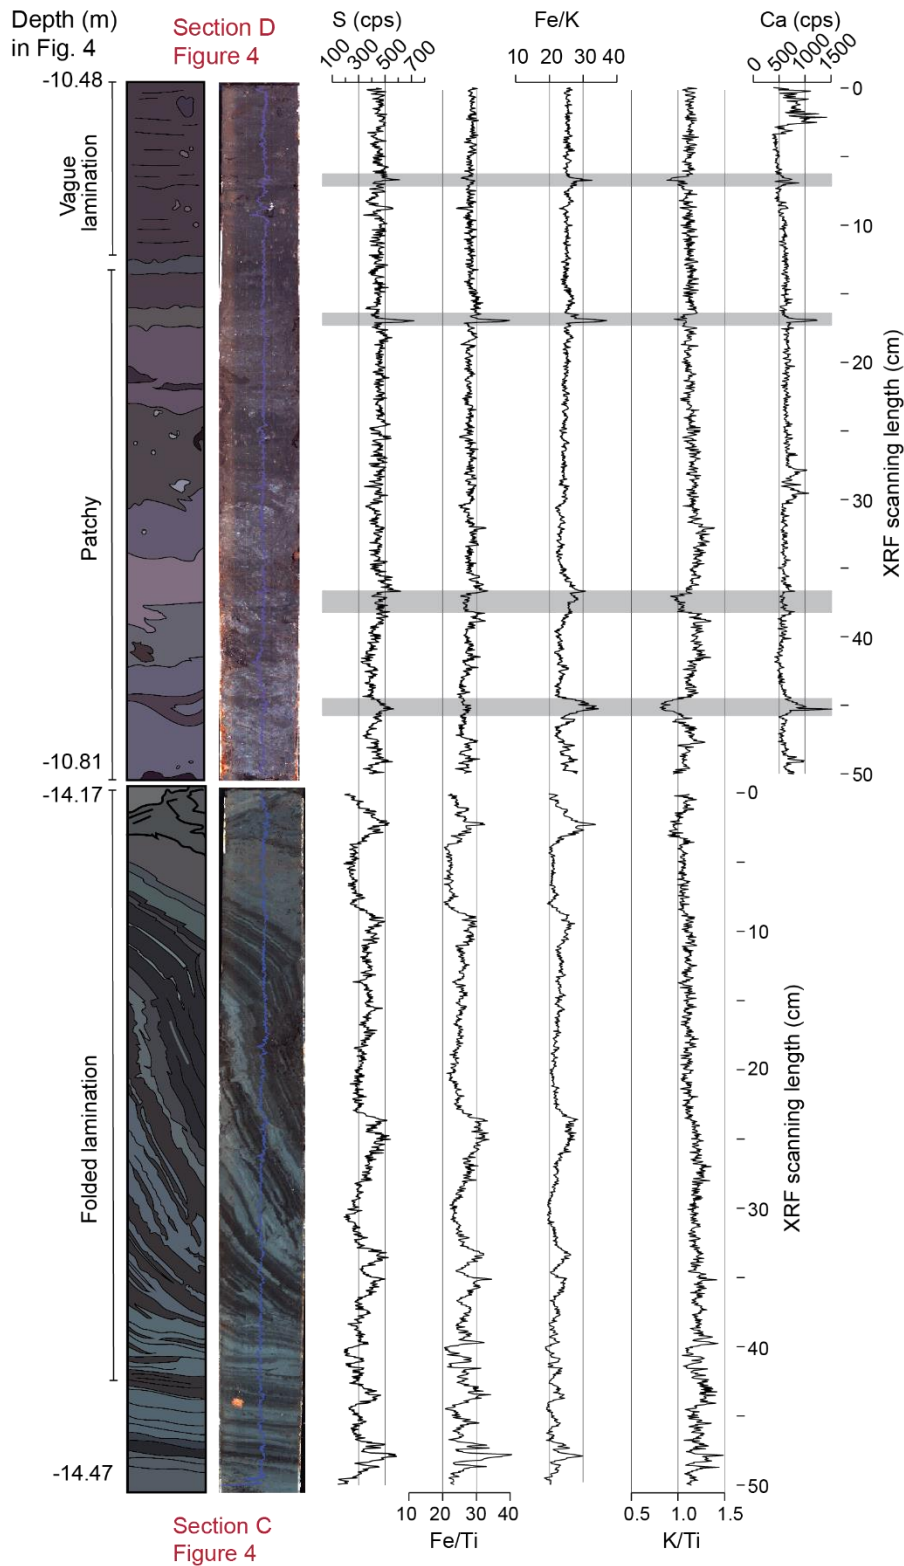 Depth (m)
in Fig. 4
Section D
Figure 4
S (cps)
100 300 500 700
Fe/K
10 20 30 40
Ca (cps)
0 500 1000 1500
-10.48
Vague
lamination
Patchy
-10.81
0
10
20
30
40
50
XRF scanning length (cm)
-14.17
Folded lamination
-14.47
0
10
20
30
40
50
XRF scanning length (cm)
10 20 30 40
Fe/Ti
0.5 1.0 1.5
K/Ti
Section C
Figure 4